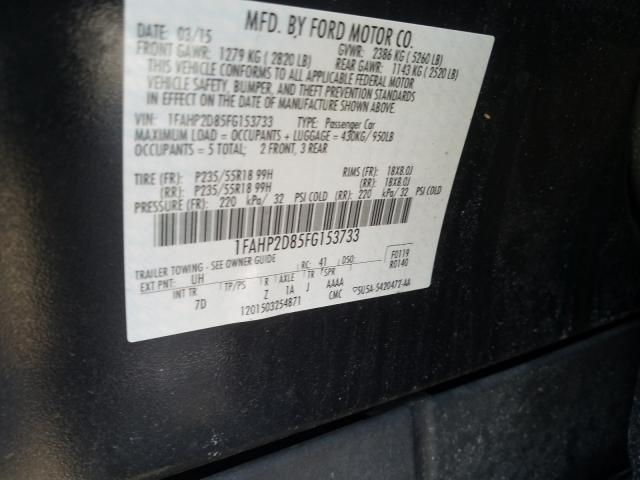 MFD. BY FORD MOTOR CO.
DATE: 03/15 GVWR: 2386 KG ( 5260 LB)
FRONT GAWR: 1279 KG ( 2820 LB) REAR GAWR: 1143 KG ( 2520 LB)
THIS VEHICLE CONFORMS TO ALL APPLICABLE FEDERAL MOTOR
VEHICLE SAFETY, BUMPER, AND THEFT PREVENTION STANDARDS
IN EFFECT ON THE DATE OF MANUFACTURE SHOWN ABOVE.
VIN: 1FAHP2D85FG153733 TYPE: Passenger Car
MAXIMUM LOAD = OCCUPANTS + LUGGAGE = 430KG/ 950LB
OCCUPANTS = 5 TOTAL; 2 FRONT, 3 REAR
TIRE (FR): P235/55R18 99H RIMS (FR): 18X8.0J
(RR): P235/55R18 99H (RR): 18X8.0J
PRESSURE (FR): 220 kPa/ 32 PSI COLD (RR): 220 kPa/ 32 PSI COLD
1FAHP2D85FG153733
TRAILER TOWING - SEE OWNER GUIDE RC: 41 DSO: F0119
EXT PNT: UH R0140
INT TR TP/PS R AXLE TR SPR
7D Z 1A J AAAA
1201503254871 CMC 5U5A-5420472-AA